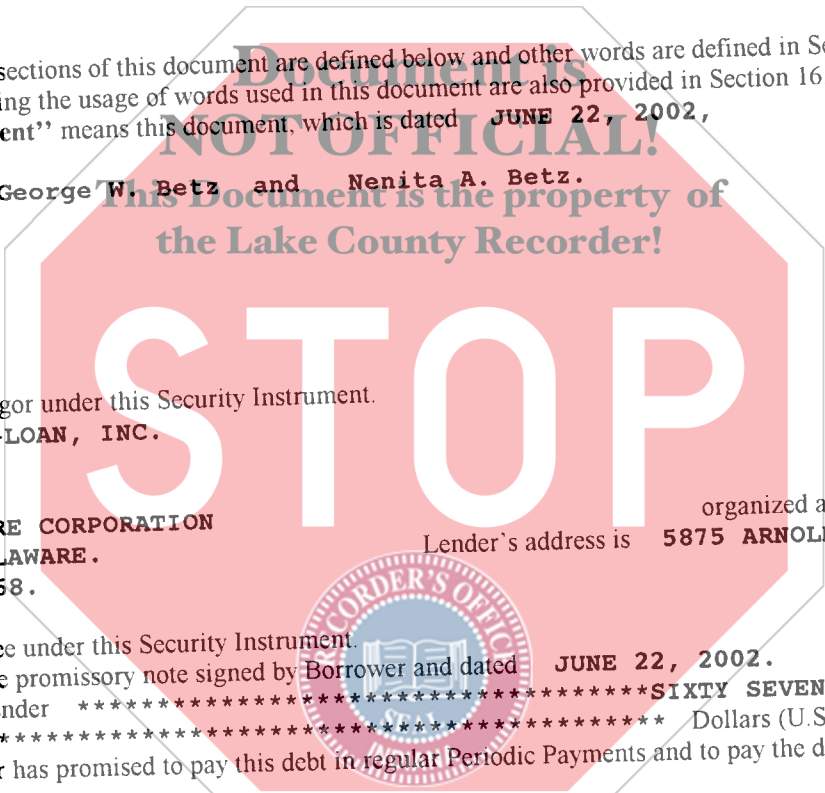 sections of this document are defined below and other words are defined in Se
ing the usage of words used in this document are also provided in Section 16
ent” means this document, which is dated JUNE 22, 2002,
George W. Betz and Nenita A. Betz.
Document is
NOT OFFICIAL!
This Document is the property of
the Lake County Recorder!
STOP
gor under this Security Instrument.
-LOAN, INC.
RE CORPORATION
organized a
LAWARE.
Lender`s address is 5875 ARNOL
58.
ee under this Security Instrument.
e promissory note signed by Borrower and dated JUNE 22, 2002.
nder ************************************SIXTY SEVEN
****************************************** Dollars (U.S
r has promised to pay this debt in regular Periodic Payments and to pay the d
RECORDER'S OFFIC
SEAL
INDIANA